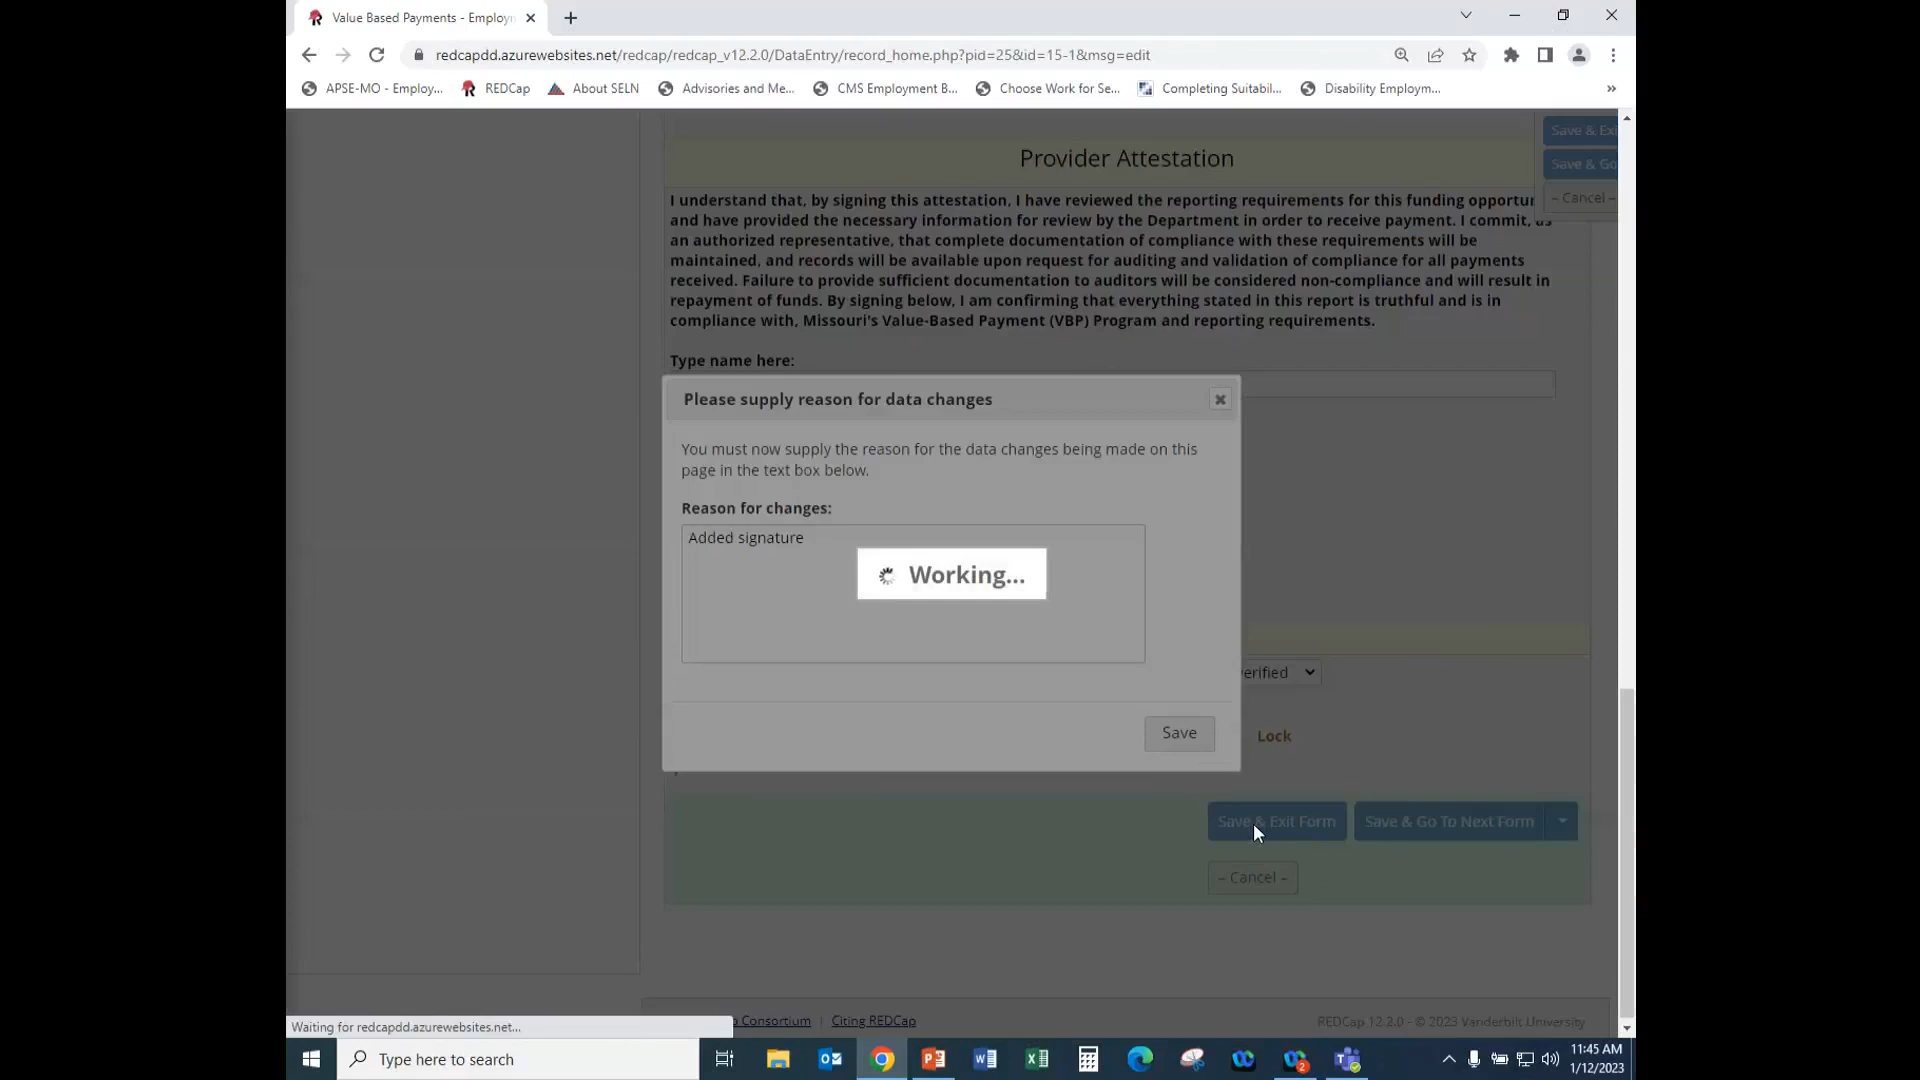 Value Based Payments - Employ
redcapdd.azurewebsites.net/redcap/redcap_v12.2.0/DataEntry/record_home.php?pid=25&id=15-1&msg=edit
APSE-MO - Employ... REDCap About SELN Advisories and Me... CMS Employment B... Choose Work for Se... Completing Suitabil... Disability Employm... »
Save & Exi
Provider Attestation
Save & Go
-- Cancel --
I understand that, by signing this attestation, I have reviewed the reporting requirements for this funding opportun
and have provided the necessary information for review by the Department in order to receive payment. I commit, as
an authorized representative, that complete documentation of compliance with these requirements will be
maintained, and records will be available upon request for auditing and validation of compliance for all payments
received. Failure to provide sufficient documentation to auditors will be considered non-compliance and will result in
repayment of funds. By signing below, I am confirming that everything stated in this report is truthful and is in
compliance with, Missouri's Value-Based Payment (VBP) Program and reporting requirements.
Type name here:
Please supply reason for data changes
You must now supply the reason for the data changes being made on this
page in the text box below.
Reason for changes:
Added signature
Working...
erified
Save
Lock
Save & Exit Form Save & Go To Next Form
-- Cancel --
Waiting for redcapdd.azurewebsites.net...
Consortium | Citing REDCap
REDCap 12.2.0 - © 2023 Vanderbilt University
Type here to search
2
11:45 AM
1/12/2023